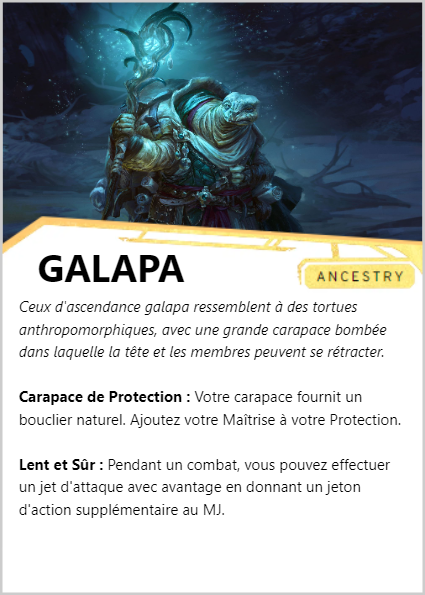 GALAPA
ANCESTRY
Ceux d'ascendance galapa ressemblent à des tortues
anthropomorphiques, avec une grande carapace bombée
dans laquelle la tête et les membres peuvent se rétracter.
Carapace de Protection : Votre carapace fournit un
bouclier naturel. Ajoutez votre Maîtrise à votre Protection.
Lent et Sûr : Pendant un combat, vous pouvez effectuer
un jet d'attaque avec avantage en donnant un jeton
d'action supplémentaire au MJ.